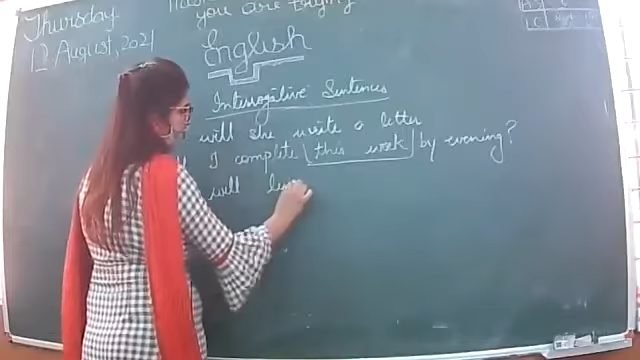 Thursday
12 August, 2021
you are trying
English
Interrogative Sentences
will she write a letter
I complete (this work) by evening?
will